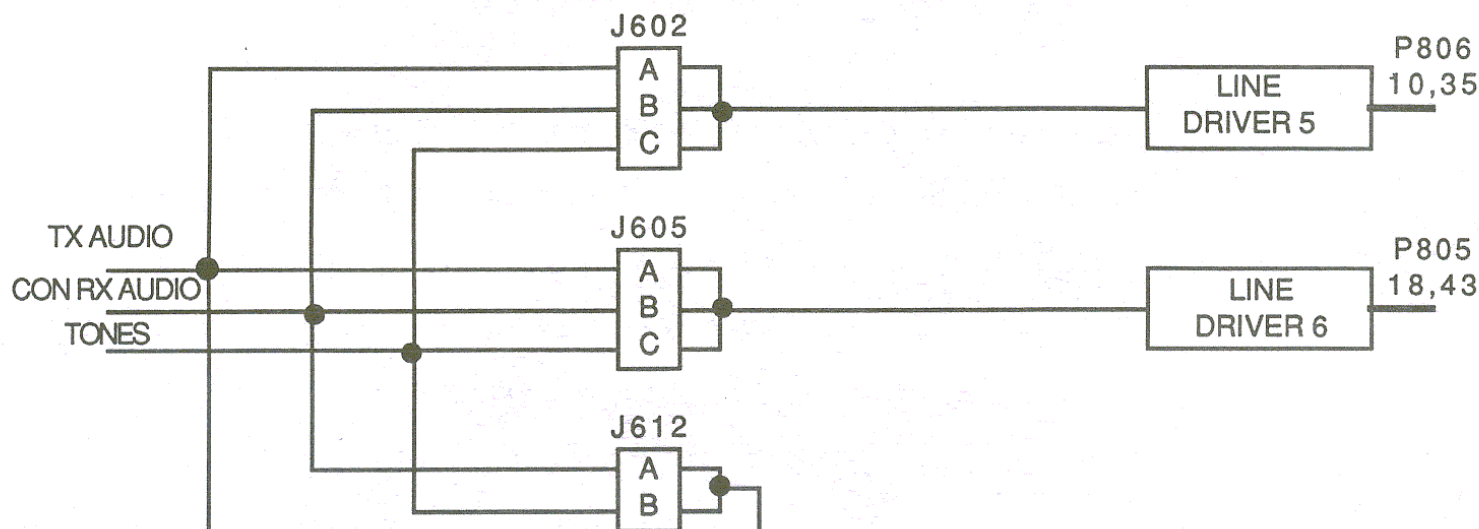 J602
A
B
C
LINE
DRIVER 5
P806
10,35
TX AUDIO
CON RX AUDIO
TONES
J605
A
B
C
LINE
DRIVER 6
P805
18,43
J612
A
B